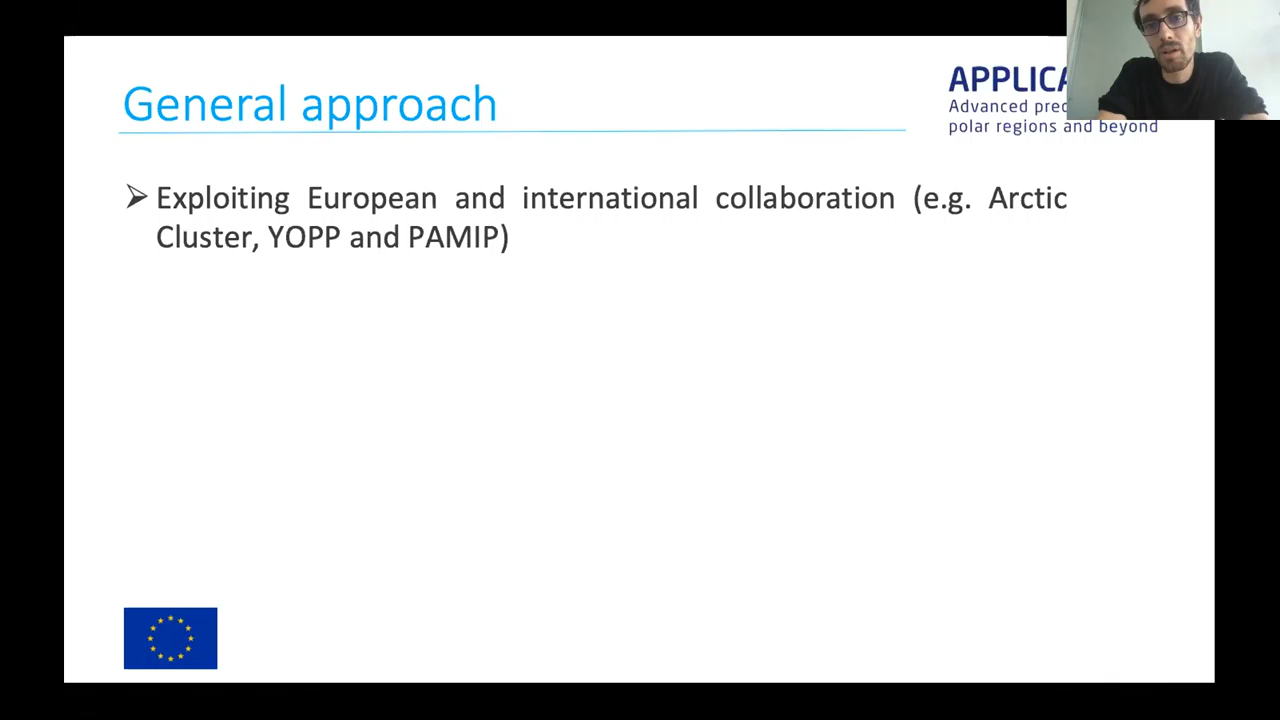 General approach
APPLICA
Advanced pred
polar regions and beyond
➢ Exploiting European and international collaboration (e.g. Arctic
Cluster, YOPP and PAMIP)